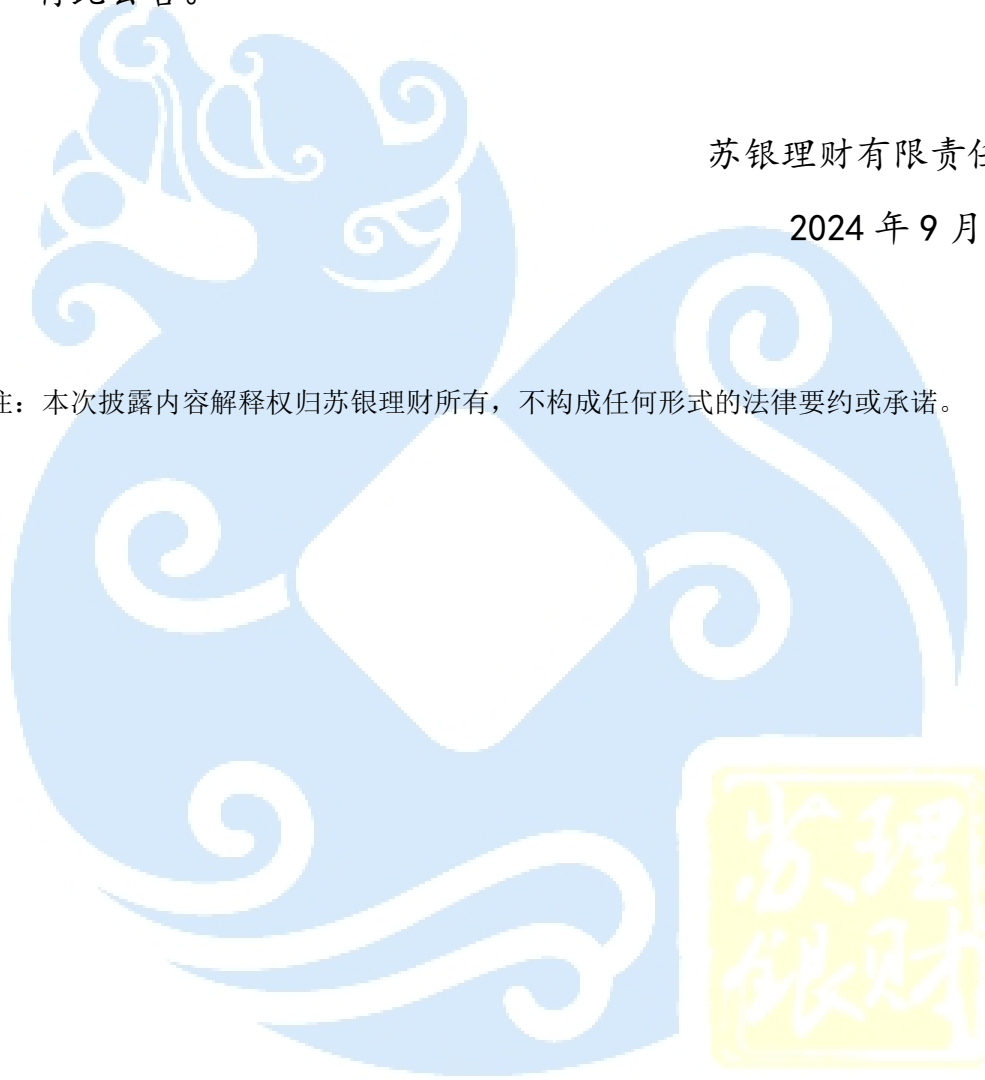 特此公告。
苏银理财有限责任
2024 年 9 月
注：本次披露内容解释权归苏银理财所有，不构成任何形式的法律要约或承诺。
苏理
银财